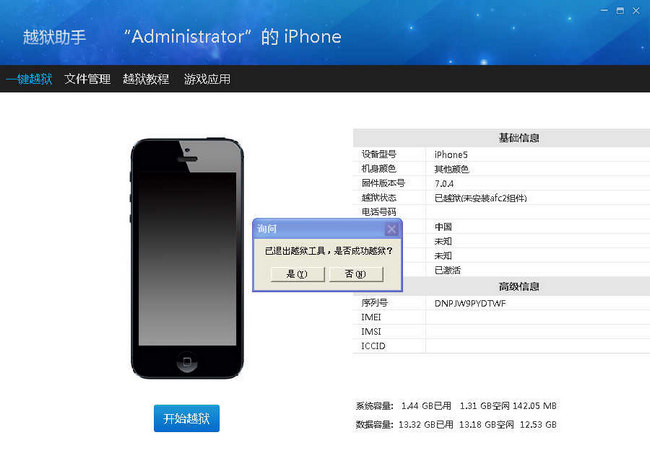 越狱助手 “Administrator”的 iPhone
一键越狱 文件管理 越狱教程 游戏应用
基础信息
设备型号 iPhone5
机身颜色 其他颜色
固件版本号 7.0.4
越狱状态 已越狱(未安装afc2组件)
电话号码
中国
未知
未知
已激活
询问
已退出越狱工具，是否成功越狱？
是(Y) 否(N)
高级信息
序列号 DNPJW9PYDTWF
IMEI
IMSI
ICCID
开始越狱
系统容量： 1.44 GB已用 1.31 GB空闲 142.05 MB
数据容量： 13.32 GB已用 13.18 GB空闲 12.53 GB